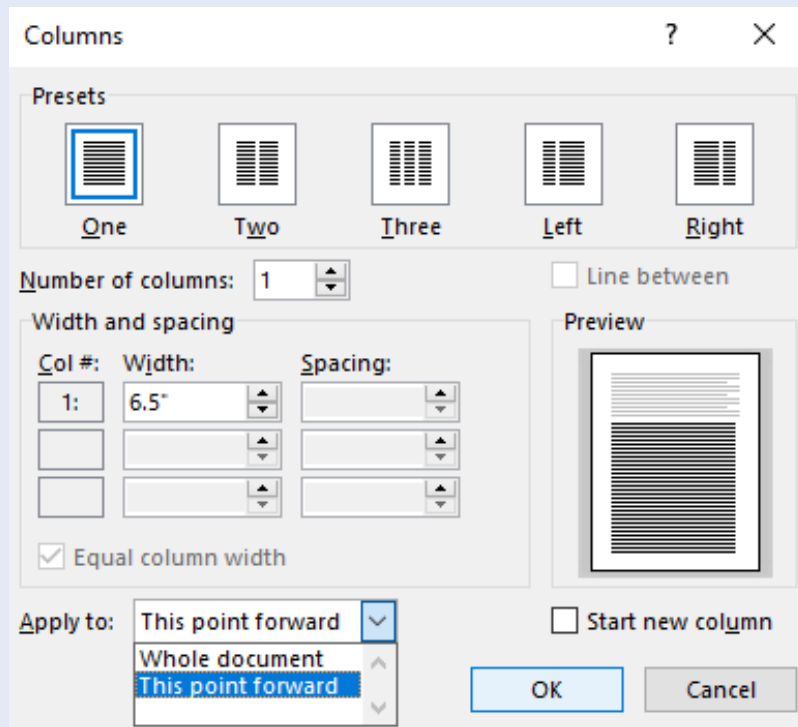 Columns ?
Presets
One Two Three Left Right
Number of columns: 1 Line between
Width and spacing Preview
Col #: Width: Spacing:
1: 6.5"
Equal column width
Apply to: This point forward Start new column
Whole document
This point forward
OK Cancel